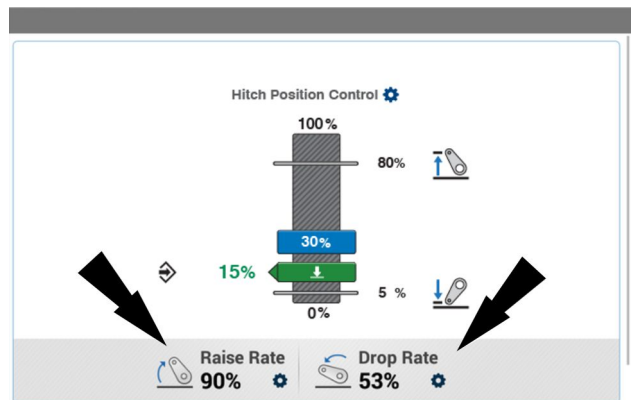 Hitch Position Control
100%
80%
30%
15%
5 %
0%
Raise Rate
90%
Drop Rate
53%